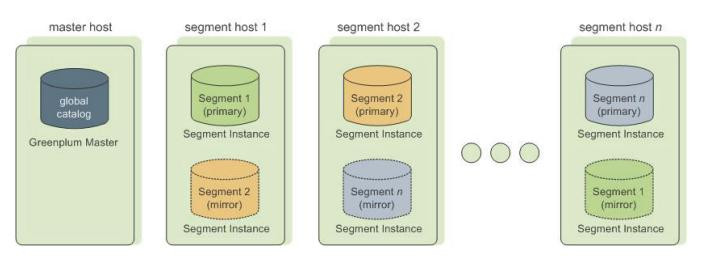 master host
segment host 1
segment host 2
segment host n
global
catalog
Greenplum Master
Segment 1
(primary)
Segment Instance
Segment 2
(mirror)
Segment Instance
Segment 2
(primary)
Segment Instance
Segment n
(mirror)
Segment Instance
Segment n
(primary)
Segment Instance
Segment 1
(mirror)
Segment Instance